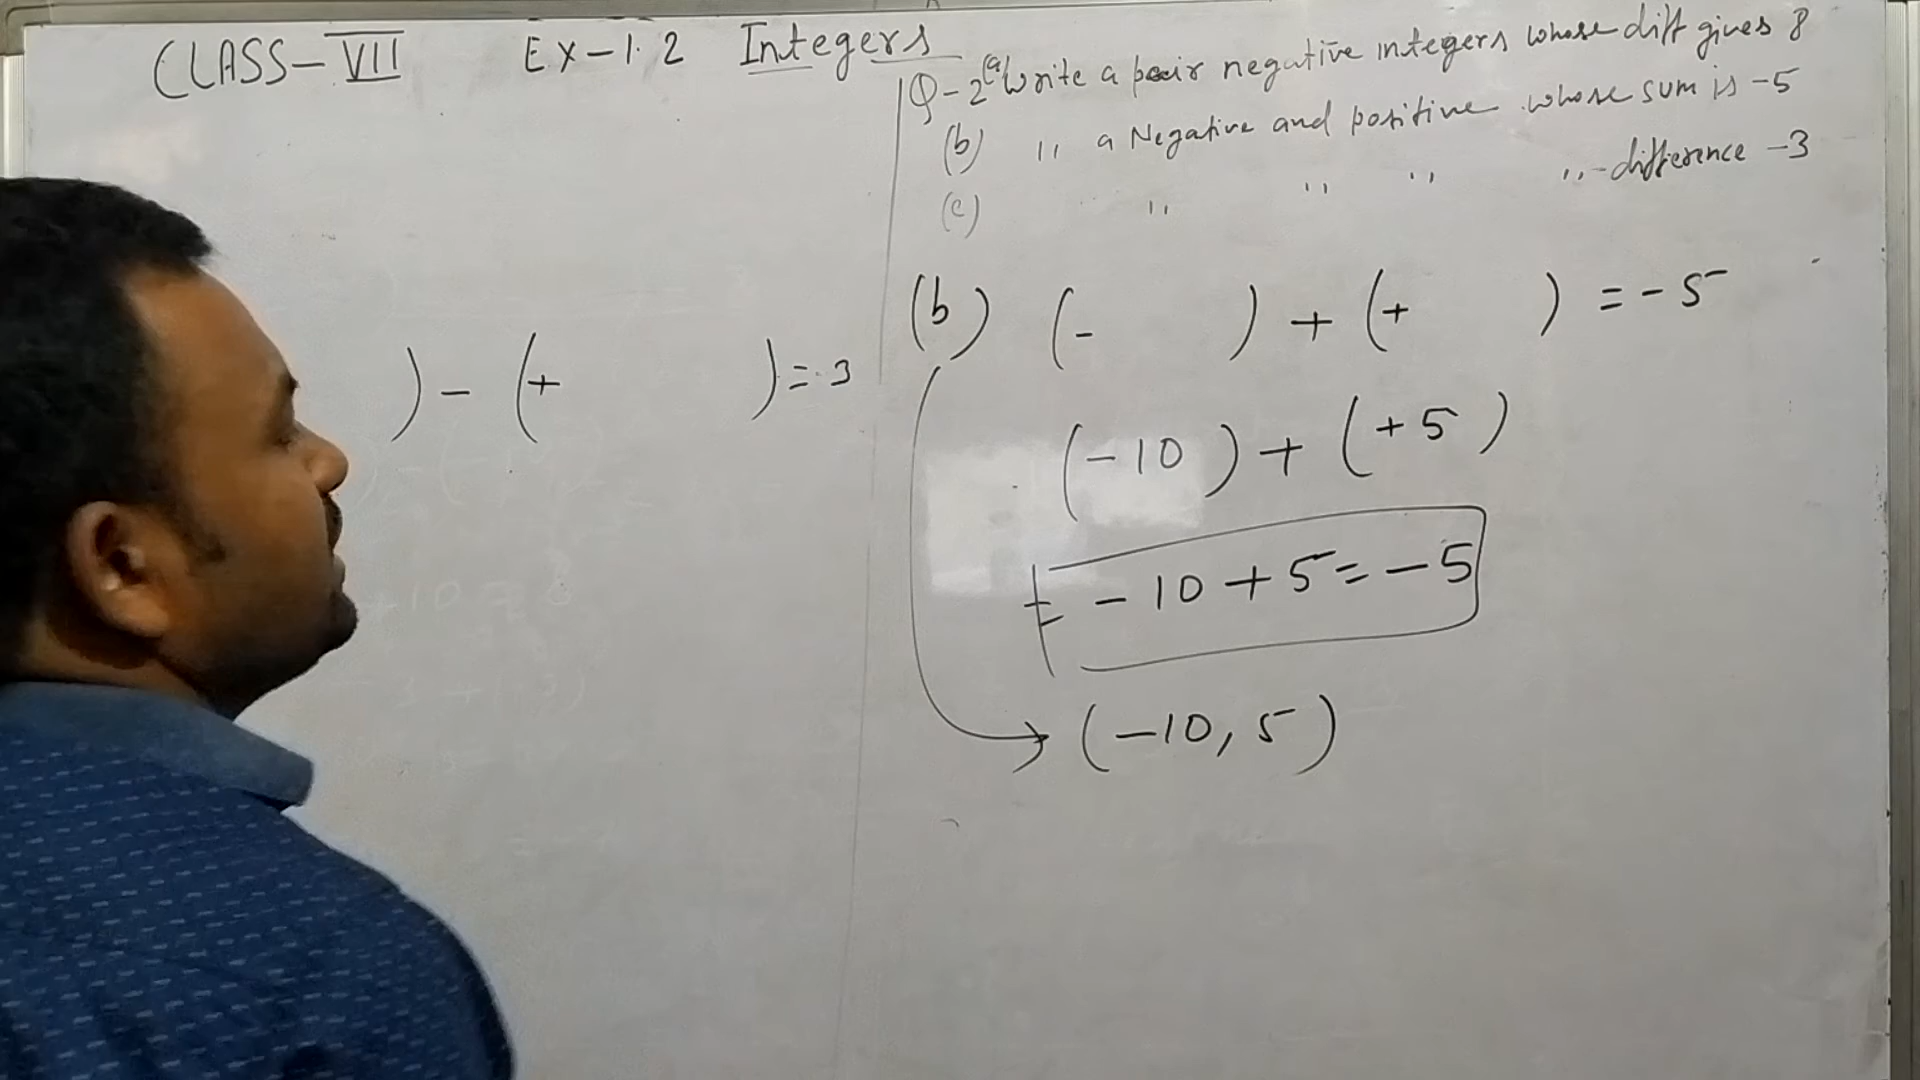 CLASS-VII Ex-1.2 Integers
Q-2 (a) Write a pair negative integers whose diff gives 8
(b) ,, a Negative and positive whose sum is -5
(c) ,, ,, ,, ,, difference -3
) - (+ ) = -3
(b) (- ) + (+ ) = -5
(-10) + (+5)
= -10+5=-5
(-10, 5)